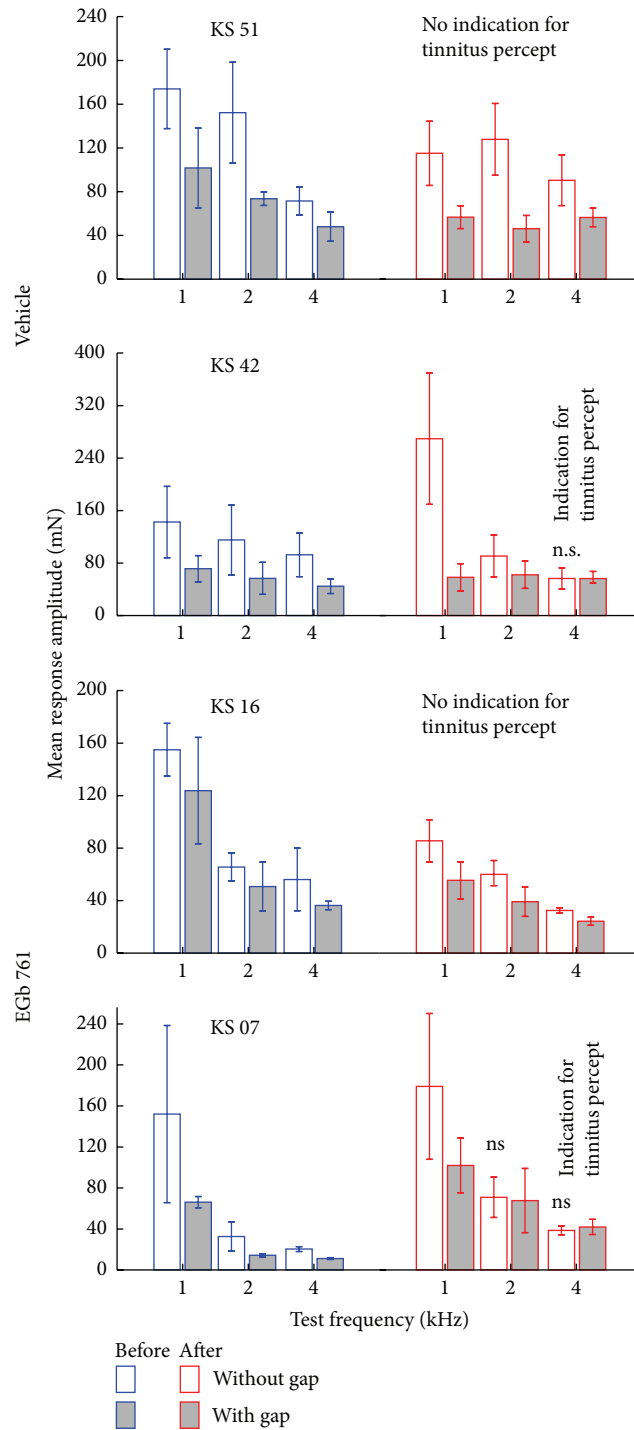 Mean response amplitude (mN)
Vehicle
EGb 761
240
200
160
120
80
40
0
KS 51
No indication for
tinnitus percept
1 2 4 1 2 4
400
320
240
160
80
0
KS 42
Indication for
tinnitus percept
n.s.
1 2 4 1 2 4
200
160
120
80
40
0
KS 16
No indication for
tinnitus percept
1 2 4 1 2 4
240
200
160
120
80
40
0
KS 07
ns
ns
Indication for
tinnitus percept
1 2 4 1 2 4
Test frequency (kHz)
Before After
Without gap
With gap